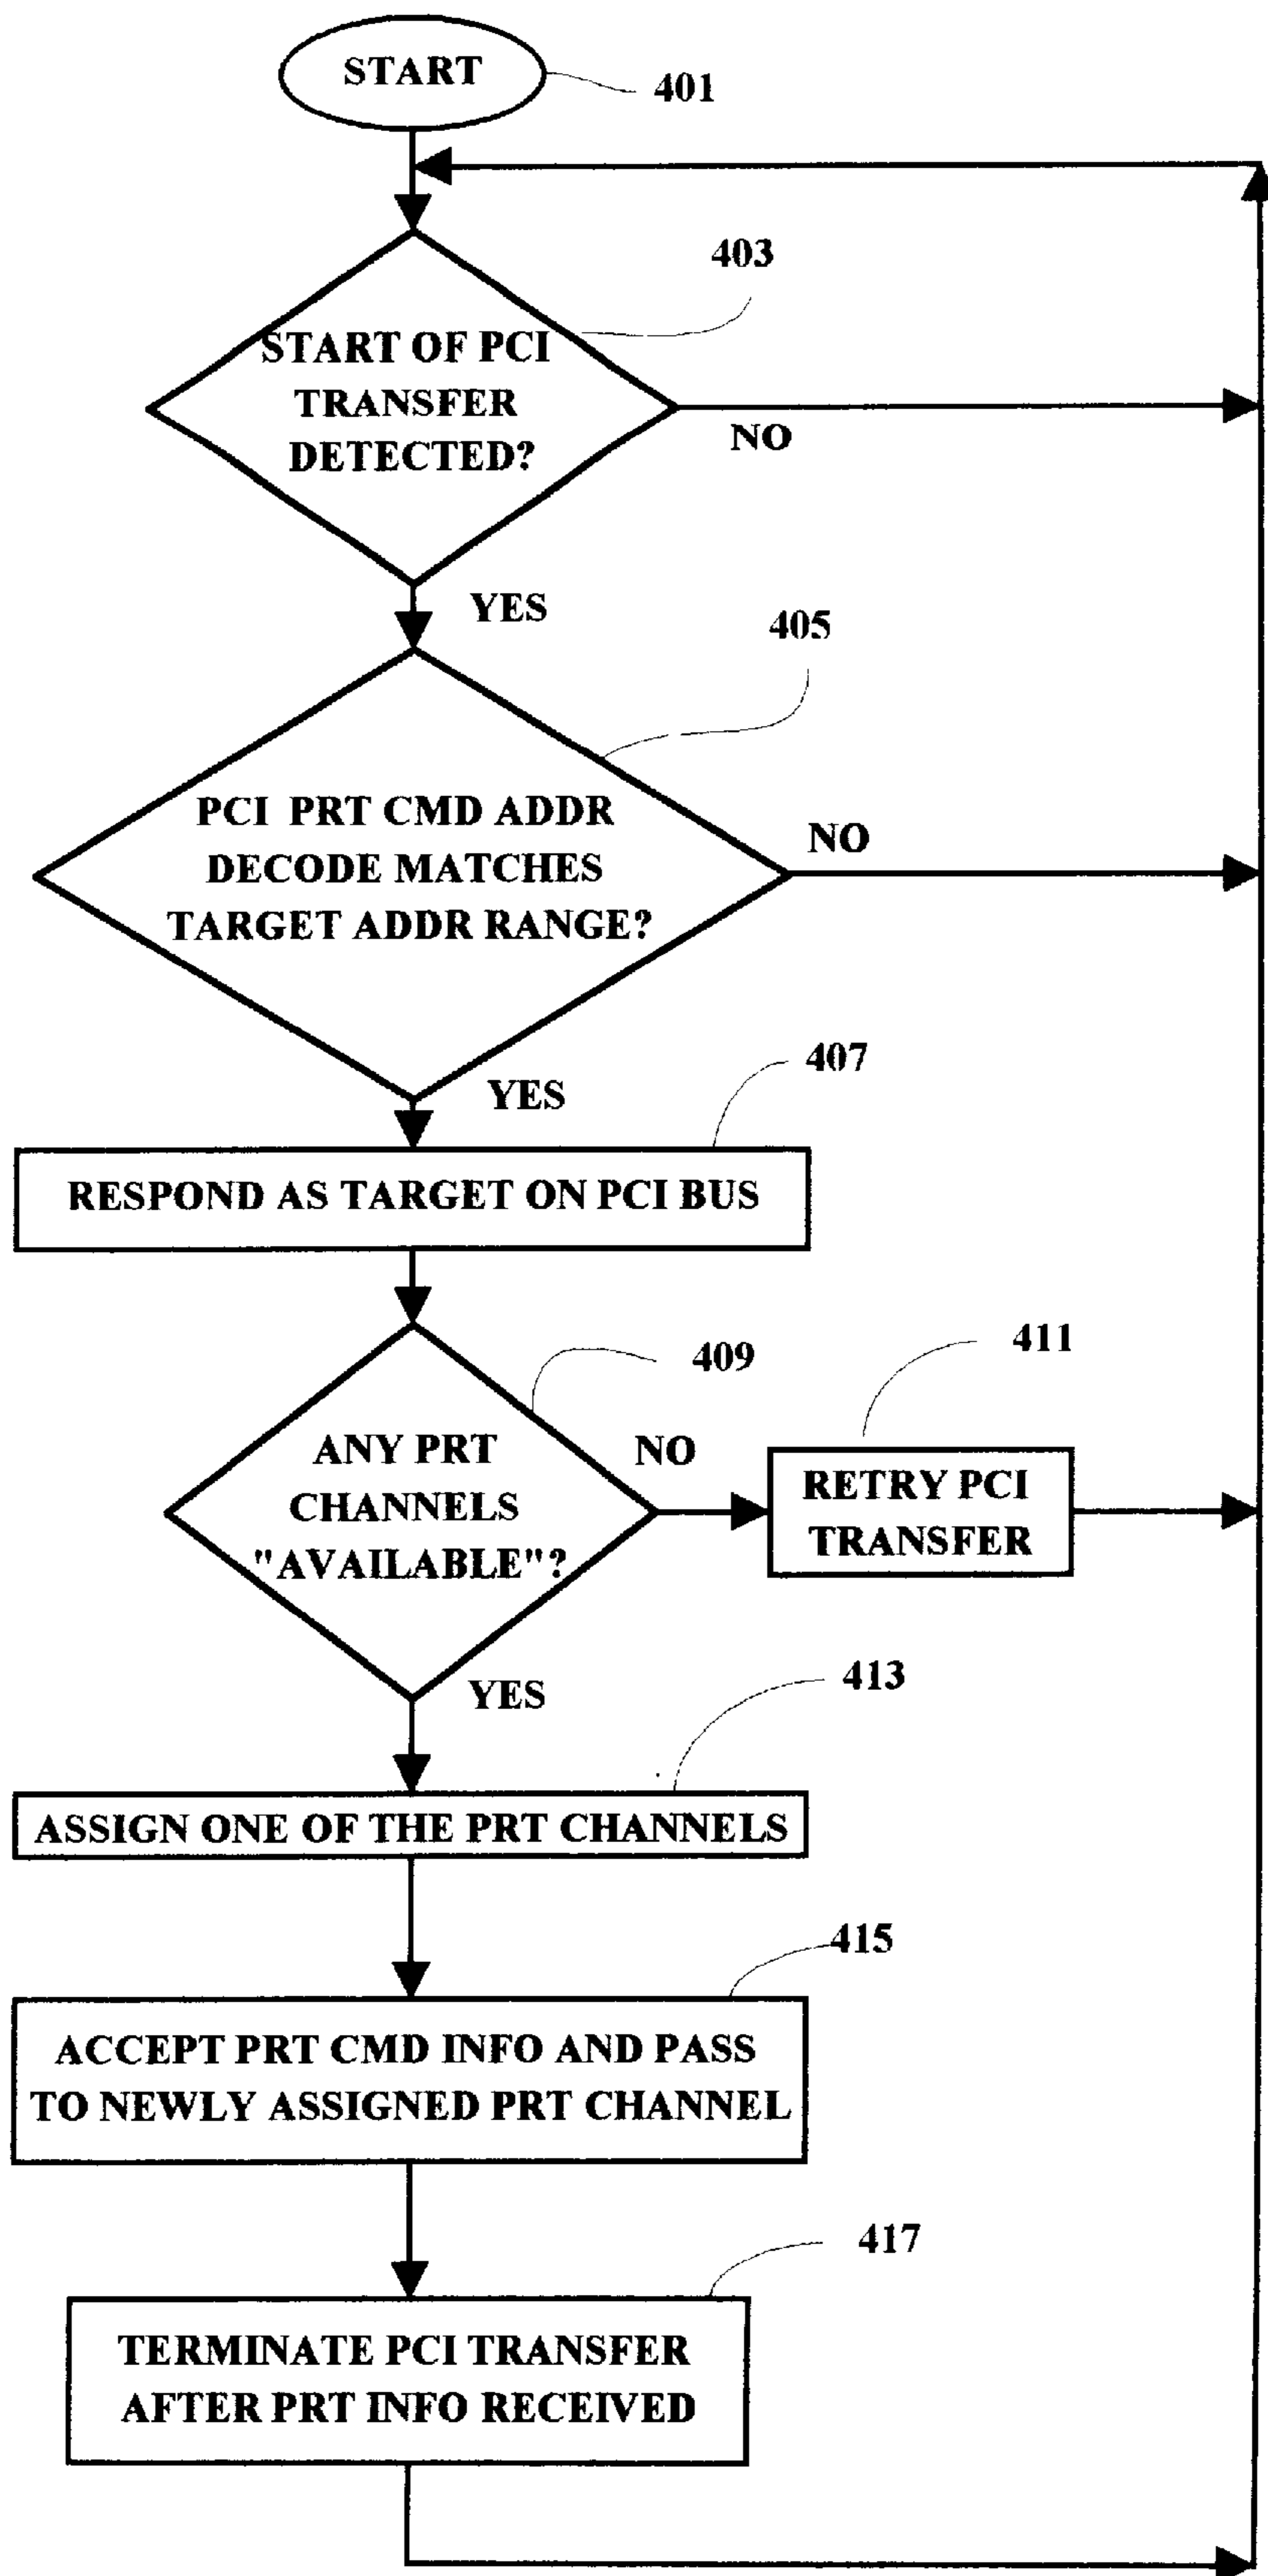 START
401
403
START OF PCI
TRANSFER
DETECTED?
NO
YES
405
PCI PRT CMD ADDR
DECODE MATCHES
TARGET ADDR RANGE?
NO
YES
407
RESPOND AS TARGET ON PCI BUS
409
411
ANY PRT
CHANNELS
"AVAILABLE"?
NO
RETRY PCI
TRANSFER
YES
413
ASSIGN ONE OF THE PRT CHANNELS
415
ACCEPT PRT CMD INFO AND PASS
TO NEWLY ASSIGNED PRT CHANNEL
417
TERMINATE PCI TRANSFER
AFTER PRT INFO RECEIVED